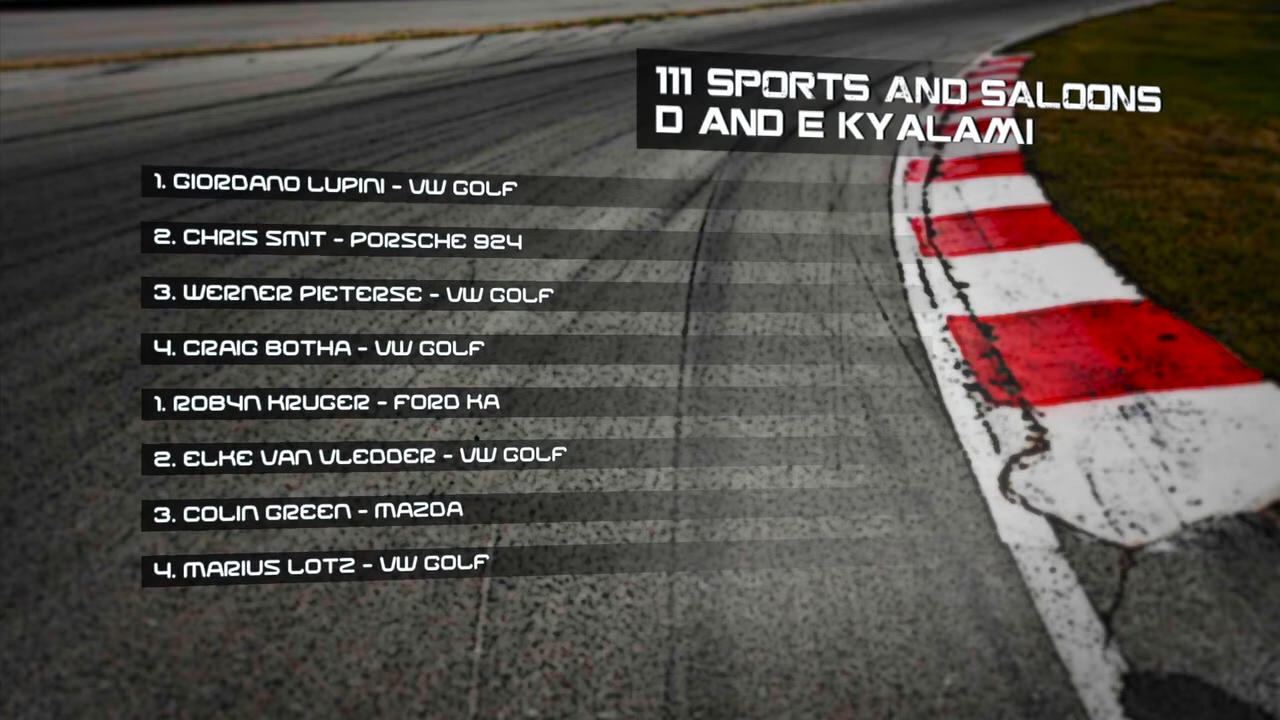 111 SPORTS AND SALOONS
D AND E KYALAMI
1. GIORDANO LUPINI - VW GOLF
2. CHRIS SMIT - PORSCHE 924
3. WERNER PIETERSE - VW GOLF
4. CRAIG BOTHA - VW GOLF
1. ROBYN KRUGER - FORD KA
2. ELKE VAN VLEDDER - VW GOLF
3. COLIN GREEN - MAZDA
4. MARIUS LOTZ - VW GOLF